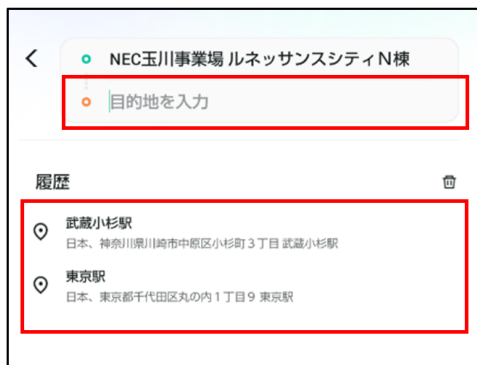 NEC玉川事業場 ルネッサンスシティN棟
目的地を入力
履歴
武蔵小杉駅
日本、神奈川県川崎市中原区小杉町３丁目 武蔵小杉駅
東京駅
日本、東京都千代田区丸の内１丁目９ 東京駅